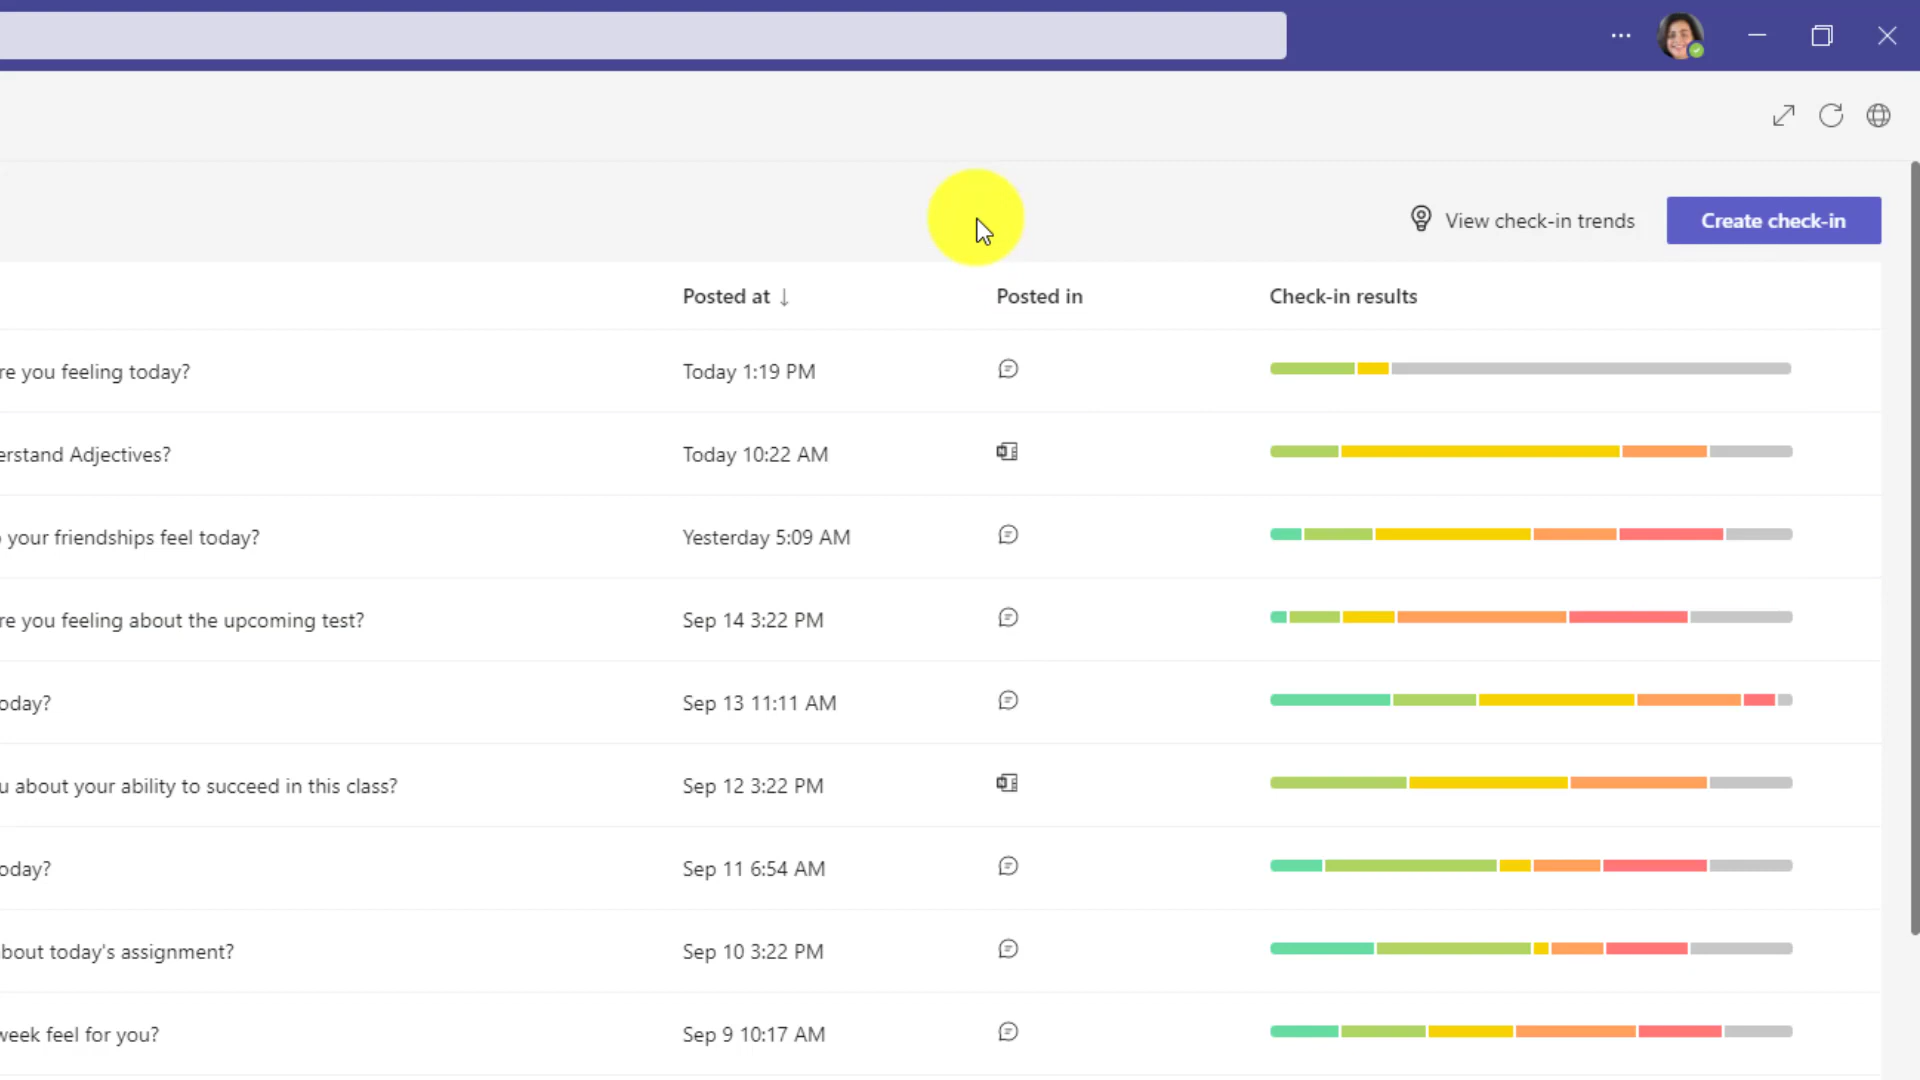 View check-in trends
Create check-in
Posted at ↓ Posted in Check-in results
re you feeling today? Today 1:19 PM
erstand Adjectives? Today 10:22 AM
your friendships feel today? Yesterday 5:09 AM
re you feeling about the upcoming test? Sep 14 3:22 PM
oday? Sep 13 11:11 AM
u about your ability to succeed in this class? Sep 12 3:22 PM
oday? Sep 11 6:54 AM
bout today's assignment? Sep 10 3:22 PM
week feel for you? Sep 9 10:17 AM